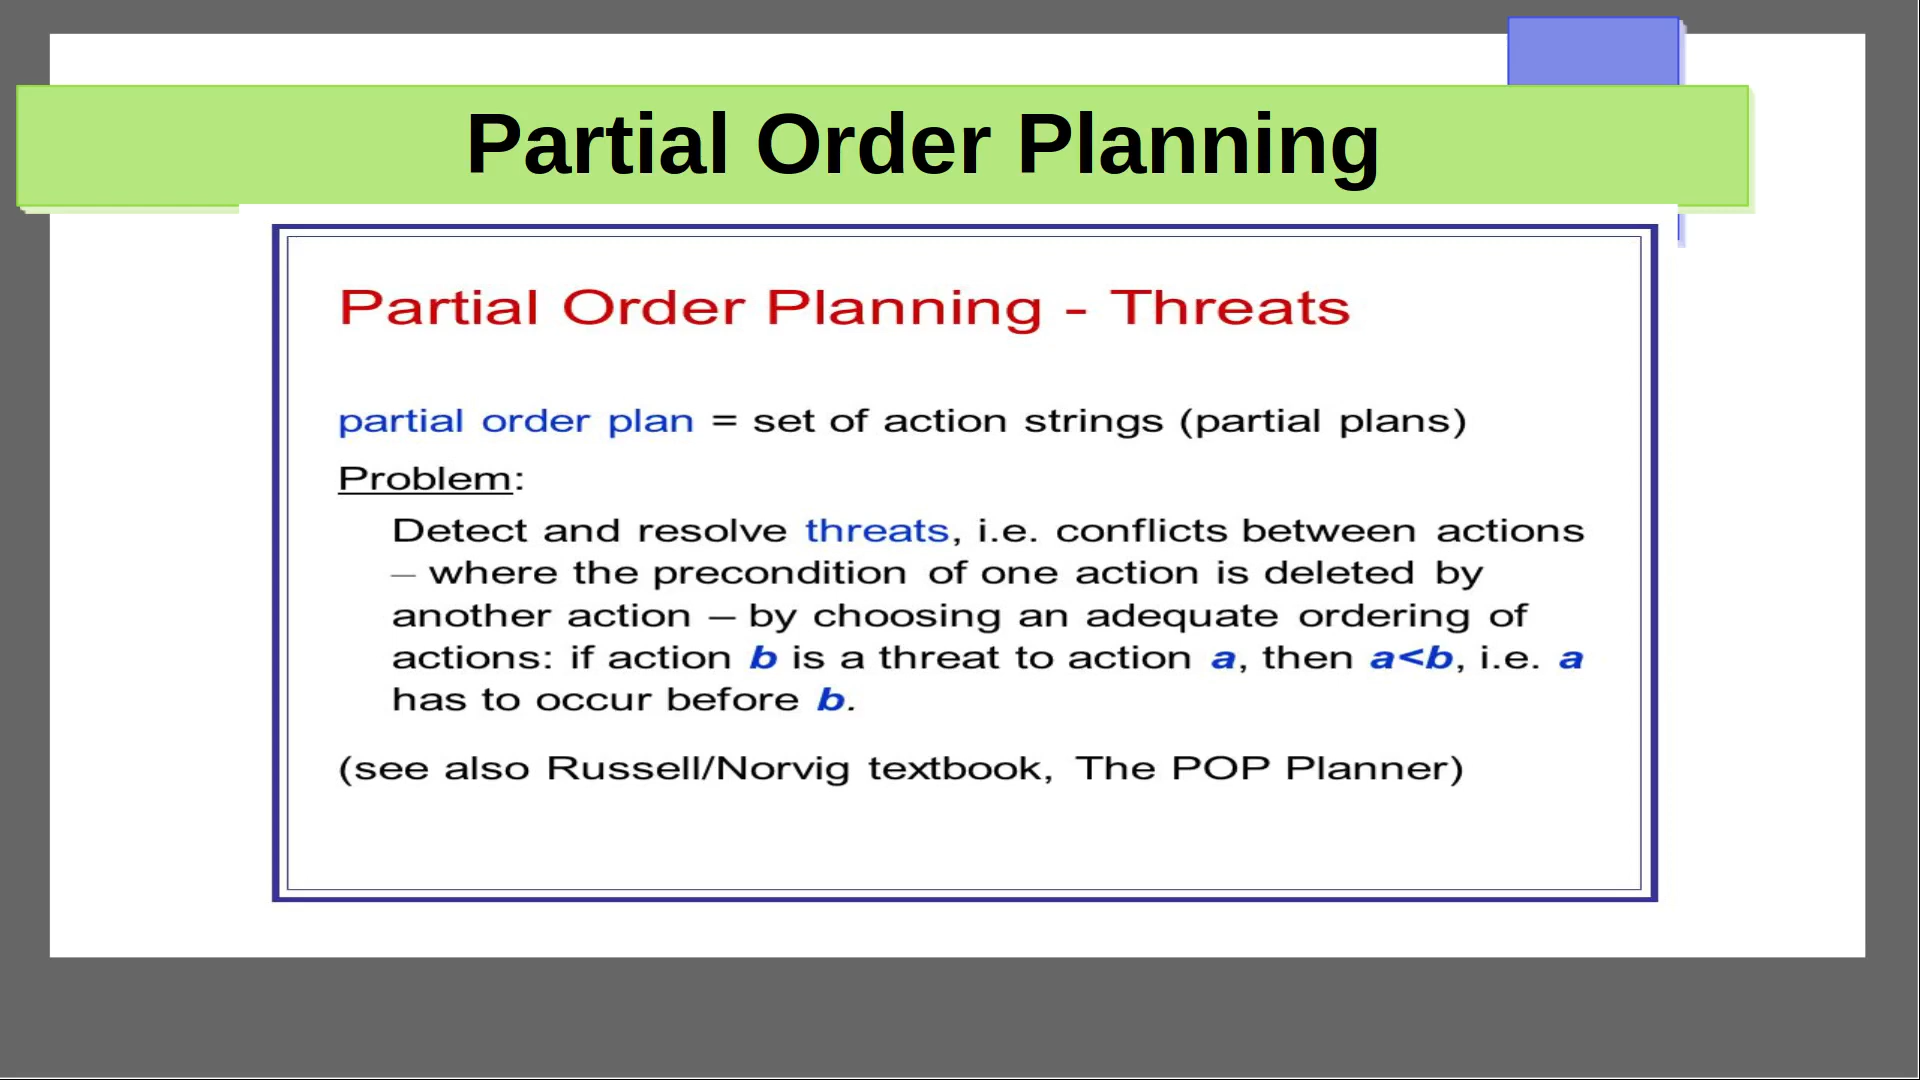 Partial Order Planning
Partial Order Planning - Threats
partial order plan = set of action strings (partial plans)
Problem:
Detect and resolve threats, i.e. conflicts between actions
– where the precondition of one action is deleted by
another action – by choosing an adequate ordering of
actions: if action b is a threat to action a, then a<b, i.e. a
has to occur before b.
(see also Russell/Norvig textbook, The POP Planner)